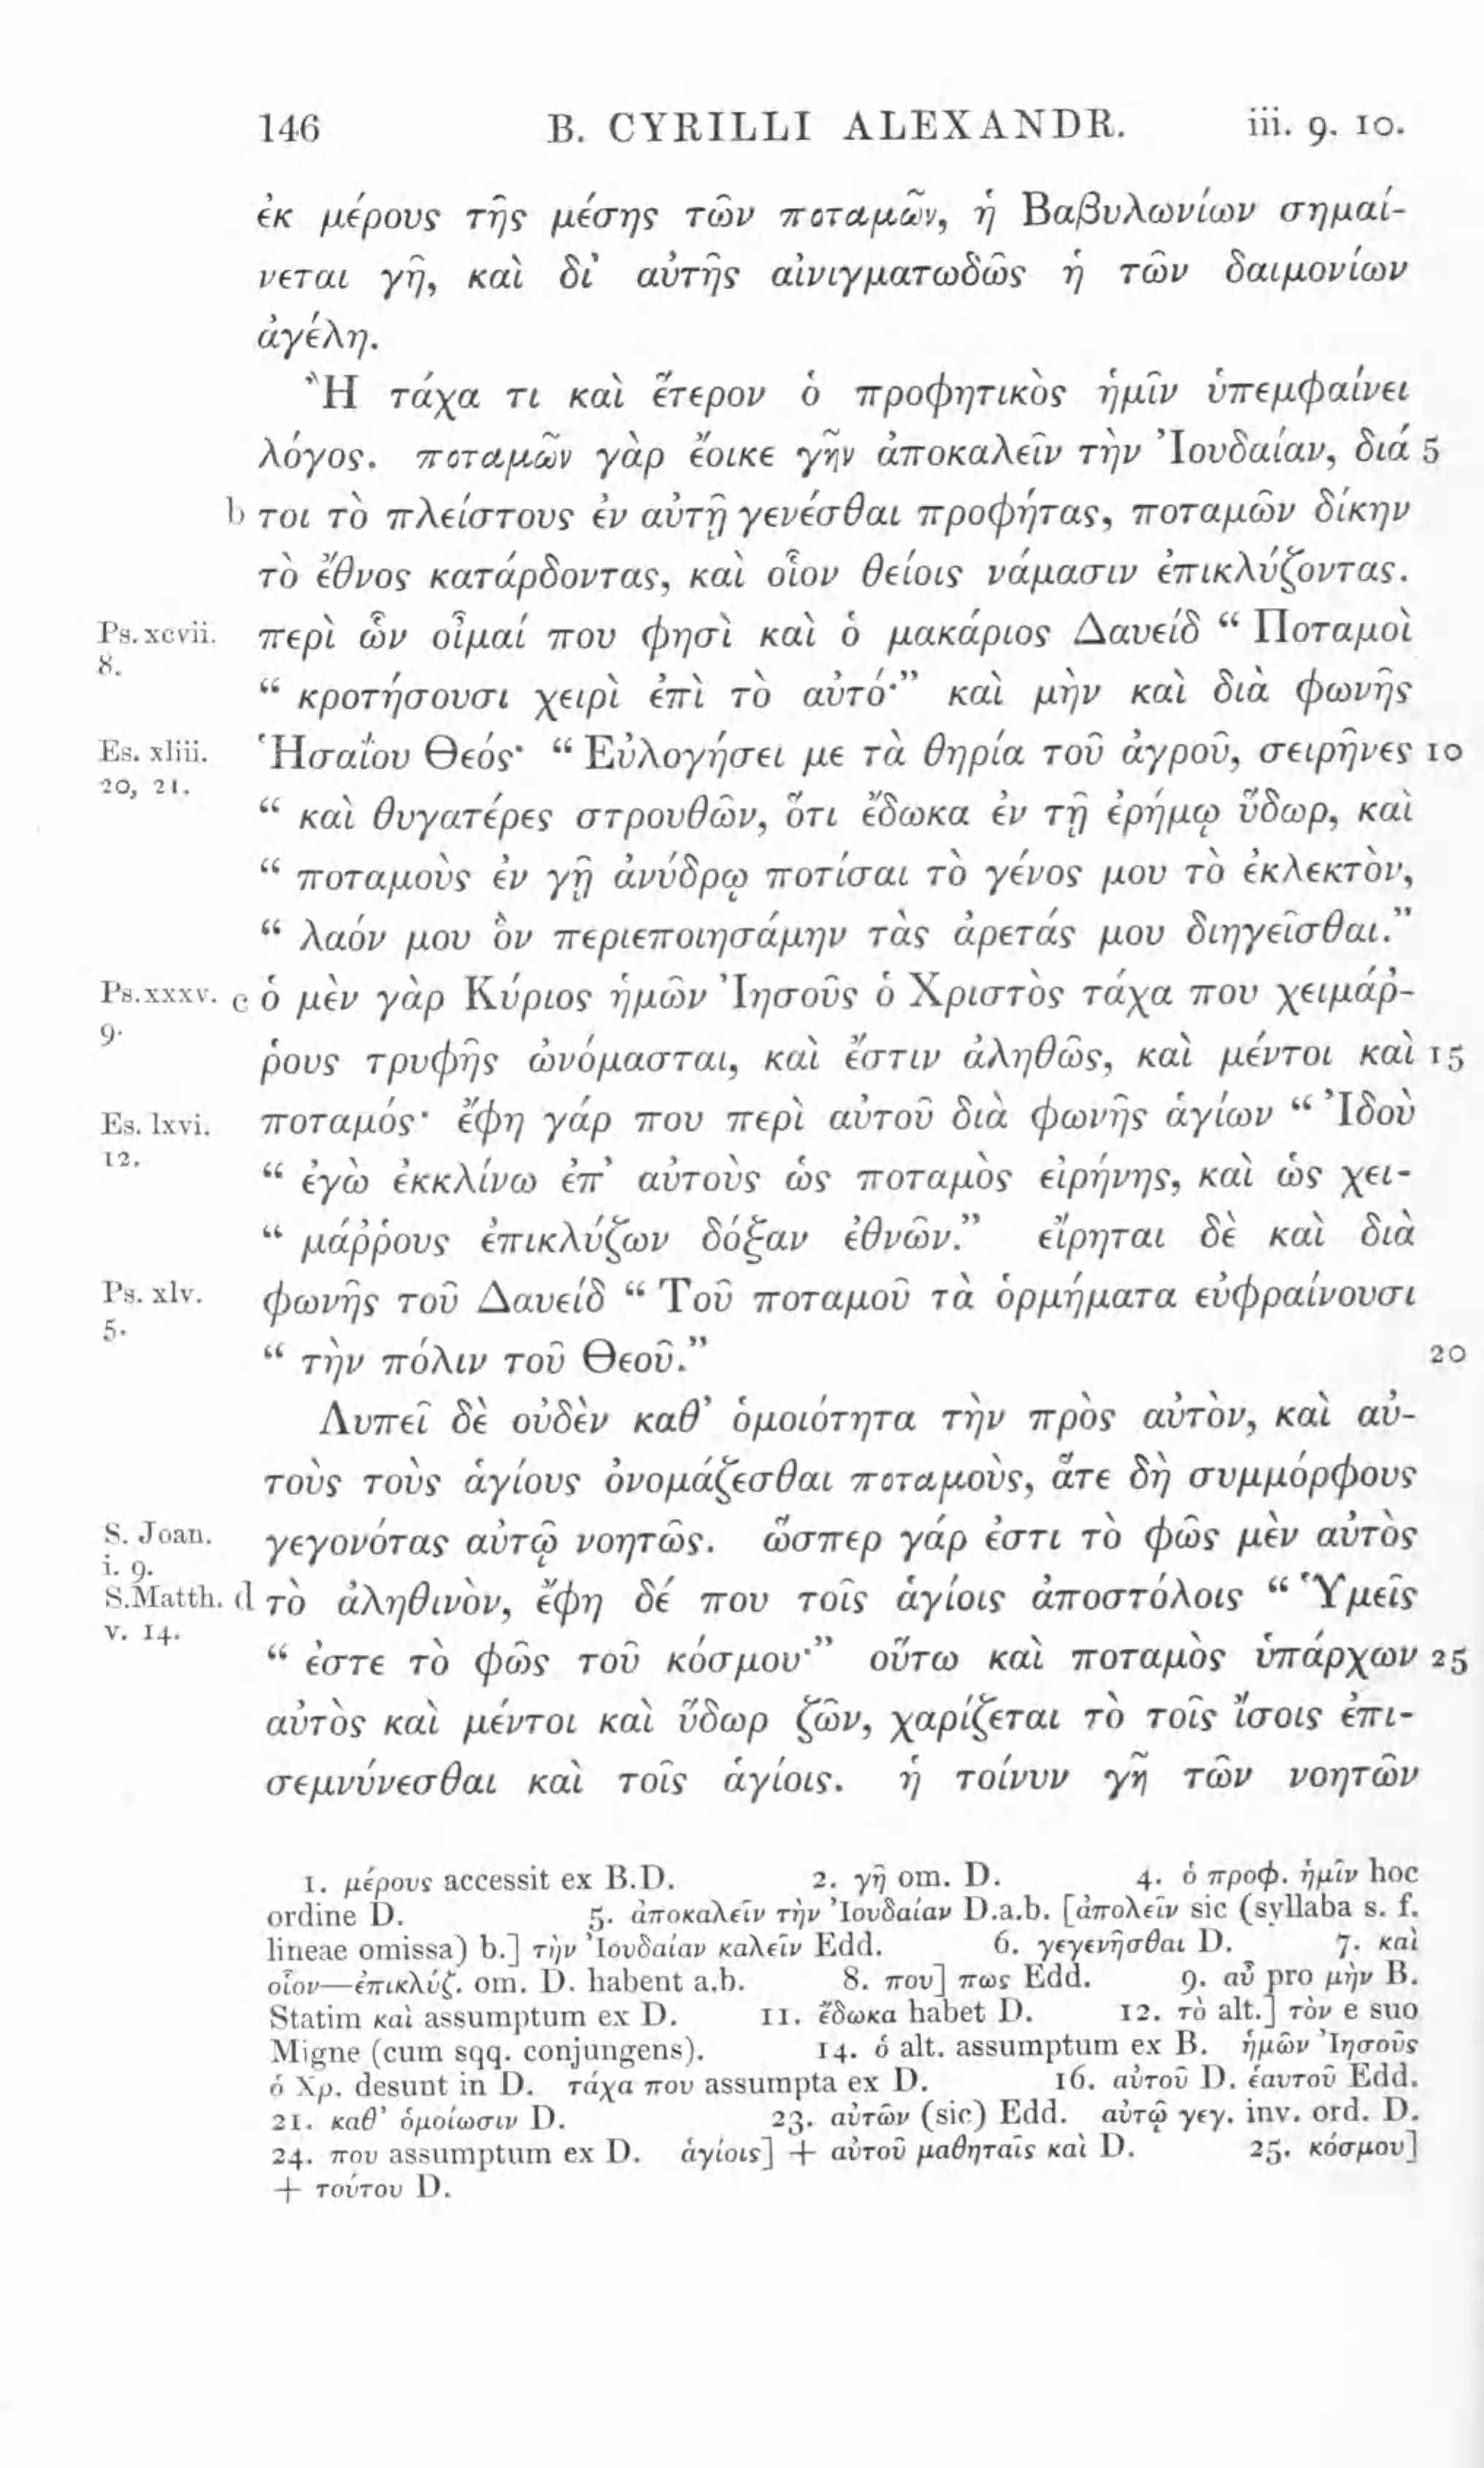 146 B. CYRILLI ALEXANDR. iii. 9. 10.
ἐκ μέρους τῆς μέσης τῶν ποταμῶν, ἡ Βαβυλωνίων σημαί-
νεται γῆ, καὶ δι' αὐτῆς αἰνιγματωδῶς ἡ τῶν δαιμονίων
ἀγέλη.
Ἢ τάχα τι καὶ ἕτερον ὁ προφητικὸς ἡμῖν ὑπεμφαίνει
λόγος. ποταμῶν γὰρ ἔοικε γῆν ἀποκαλεῖν τὴν Ἰουδαίαν, διά 5
b τοι τὸ πλείστους ἐν αὐτῇ γενέσθαι προφήτας, ποταμῶν δίκην
τὸ ἔθνος κατάρδοντας, καὶ οἷον θείοις νάμασιν ἐπικλύζοντας.
Ps. xcvii. περὶ ὧν οἶμαί που φησὶ καὶ ὁ μακάριος Δαυείδ “ Ποταμοὶ
8.
“ κροτήσουσι χειρὶ ἐπὶ τὸ αὐτό·” καὶ μὴν καὶ διὰ φωνῆς
Es. xliii. Ἡσαΐου Θεός· “ Εὐλογήσει με τὰ θηρία τοῦ ἀγροῦ, σειρῆνες 10
20, 21.
“ καὶ θυγατέρες στρουθῶν, ὅτι ἔδωκα ἐν τῇ ἐρήμῳ ὕδωρ, καὶ
“ ποταμοὺς ἐν γῇ ἀνύδρῳ ποτίσαι τὸ γένος μου τὸ ἐκλεκτὸν,
“ λαόν μου ὃν περιεποιησάμην τὰς ἀρετάς μου διηγεῖσθαι.”
Ps. xxxv. c ὁ μὲν γὰρ Κύριος ἡμῶν Ἰησοῦς ὁ Χριστὸς τάχα που χειμάῤ-
9.
ῥους τρυφῆς ὠνόμασται, καὶ ἔστιν ἀληθῶς, καὶ μέντοι καὶ 15
Es. lxvi. ποταμός· ἔφη γάρ που περὶ αὐτοῦ διὰ φωνῆς ἁγίων “ Ἰδοὺ
12.
“ ἐγὼ ἐκκλίνω ἐπ' αὐτοὺς ὡς ποταμὸς εἰρήνης, καὶ ὡς χει-
“ μάῤῥους ἐπικλύζων δόξαν ἐθνῶν.” εἴρηται δὲ καὶ διὰ
Ps. xlv. φωνῆς τοῦ Δαυείδ “ Τοῦ ποταμοῦ τὰ ὁρμήματα εὐφραίνουσι
5.
“ τὴν πόλιν τοῦ Θεοῦ.” 20
Λυπεῖ δὲ οὐδὲν καθ' ὁμοιότητα τὴν πρὸς αὐτὸν, καὶ αὐ-
τοὺς τοὺς ἁγίους ὀνομάζεσθαι ποταμοὺς, ἅτε δὴ συμμόρφους
S. Joan. γεγονότας αὐτῷ νοητῶς. ὥσπερ γάρ ἐστι τὸ φῶς μὲν αὐτὸς
i. 9.
S. Matth. d τὸ ἀληθινὸν, ἔφη δέ που τοῖς ἁγίοις ἀποστόλοις “ Ὑμεῖς
v. 14.
“ ἐστε τὸ φῶς τοῦ κόσμου·” οὕτω καὶ ποταμὸς ὑπάρχων 25
αὐτὸς καὶ μέντοι καὶ ὕδωρ ζῶν, χαρίζεται τὸ τοῖς ἴσοις ἐπι-
σεμνύνεσθαι καὶ τοῖς ἁγίοις. ἡ τοίνυν γῆ τῶν νοητῶν
1. μέρους accessit ex B.D. 2. γῆ om. D. 4. ὁ προφ. ἡμῖν hoc
ordine D. 5. ἀποκαλεῖν τὴν Ἰουδαίαν D.a.b. [ἀπολεῖν sic (syllaba s. f.
lineae omissa) b.] τὴν Ἰουδαίαν καλεῖν Edd. 6. γεγενῆσθαι D. 7. καὶ
οἷον—ἐπικλύζ. om. D. habent a.b. 8. που] πως Edd. 9. αὖ pro μὴν B.
Statim καὶ assumptum ex D. 11. ἔδωκα habet D. 12. τὸ alt.] τὸν e suo
Migne (cum sqq. conjungens). 14. ὁ alt. assumptum ex B. ἡμῶν Ἰησοῦς
ὁ Χρ. desunt in D. τάχα που assumpta ex D. 16. αὐτοῦ D. ἑαυτοῦ Edd.
21. καθ' ὁμοίωσιν D. 23. αὐτῶν (sic) Edd. αὐτῷ γεγ. inv. ord. D.
24. που assumptum ex D. ἁγίοις] + αὐτοῦ μαθηταῖς καὶ D. 25. κόσμου]
+ τούτου D.